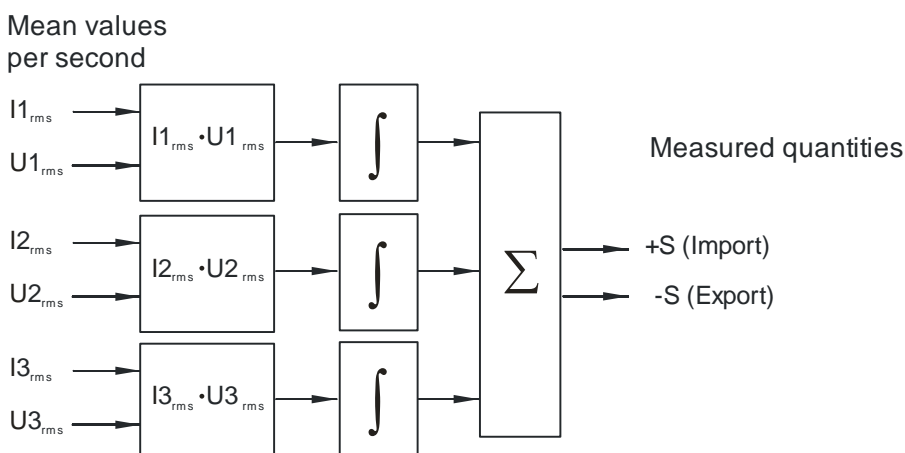 Mean values
per second
I1rms
U1rms
I1rms·U1rms
∫
I2rms
U2rms
I2rms·U2rms
∫
I3rms
U3rms
I3rms·U3rms
∫
Σ
Measured quantities
+S (Import)
-S (Export)